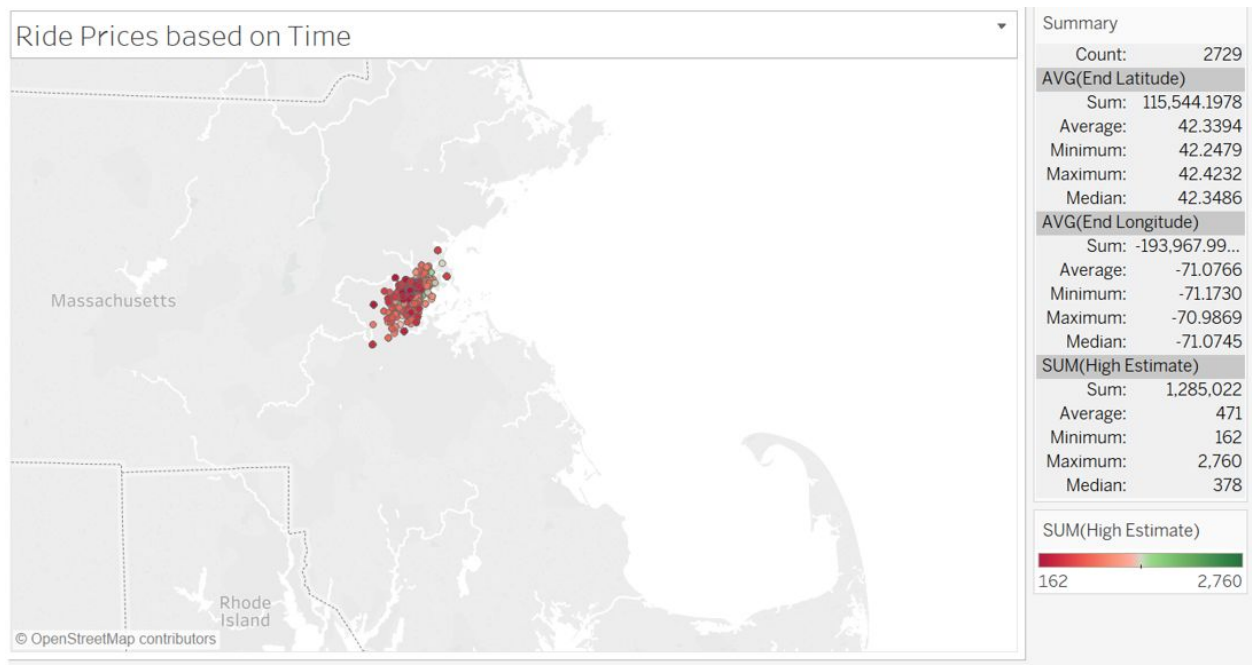 Ride Prices based on Time
Massachusetts
Rhode
Island
© OpenStreetMap contributors
Summary
Count: 2729
AVG(End Latitude)
Sum: 115,544.1978
Average: 42.3394
Minimum: 42.2479
Maximum: 42.4232
Median: 42.3486
AVG(End Longitude)
Sum: -193,967.99...
Average: -71.0766
Minimum: -71.1730
Maximum: -70.9869
Median: -71.0745
SUM(High Estimate)
Sum: 1,285,022
Average: 471
Minimum: 162
Maximum: 2,760
Median: 378
SUM(High Estimate)
162 2,760